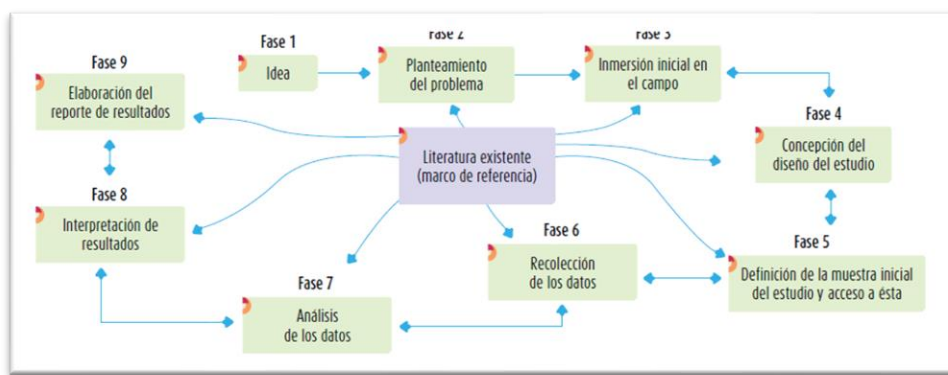 Fase 1
Idea
Fase 2
Planteamiento
del problema
Fase 3
Inmersión inicial en
el campo
Fase 4
Concepción del
diseño del estudio
Fase 5
Definición de la muestra inicial
del estudio y acceso a ésta
Fase 6
Recolección
de los datos
Fase 7
Análisis
de los datos
Fase 8
Interpretación de
resultados
Fase 9
Elaboración del
reporte de resultados
Literatura existente
(marco de referencia)